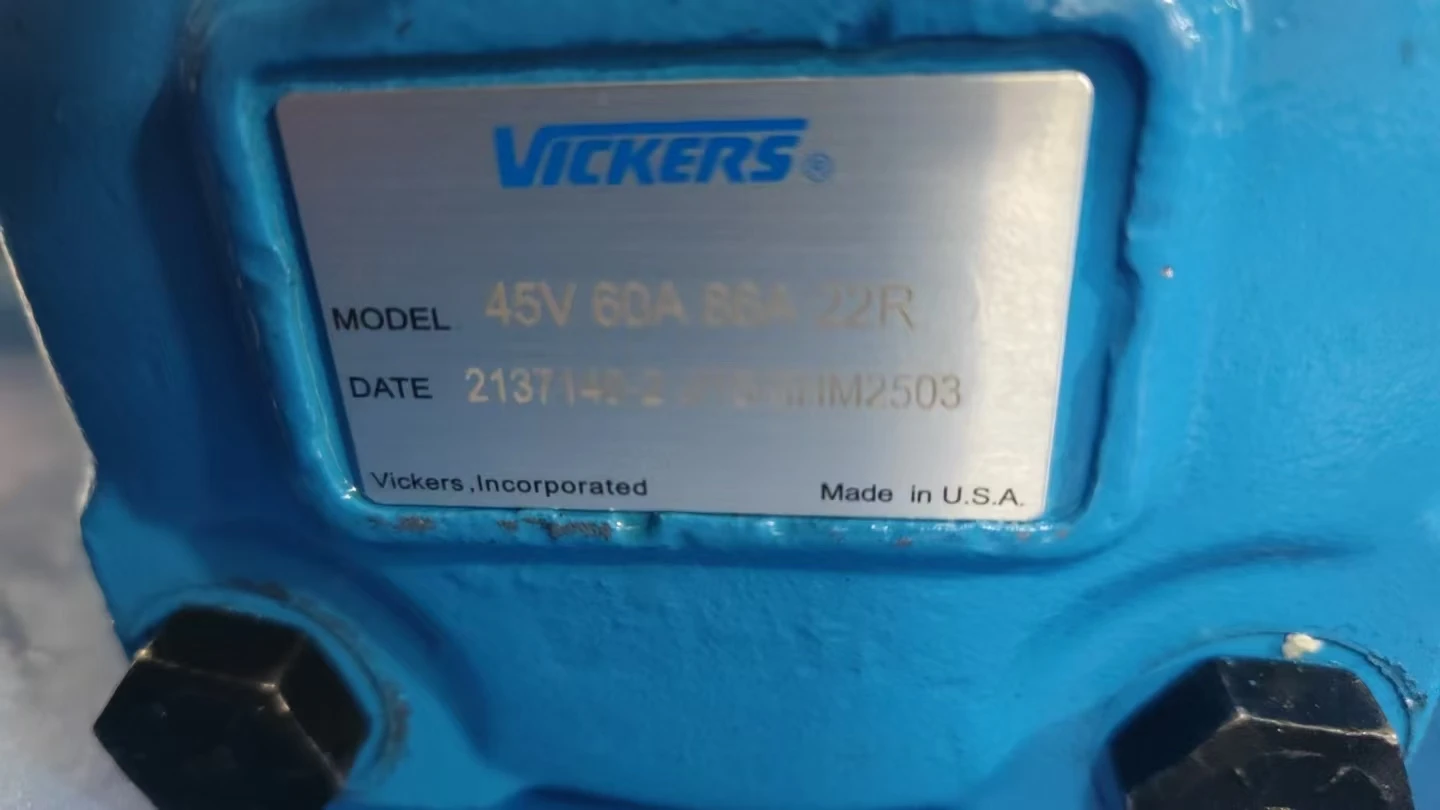 VICKERS®
MODEL 45V 60A 86A 22R
DATE
Vickers,Incorporated
Made in U.S.A.